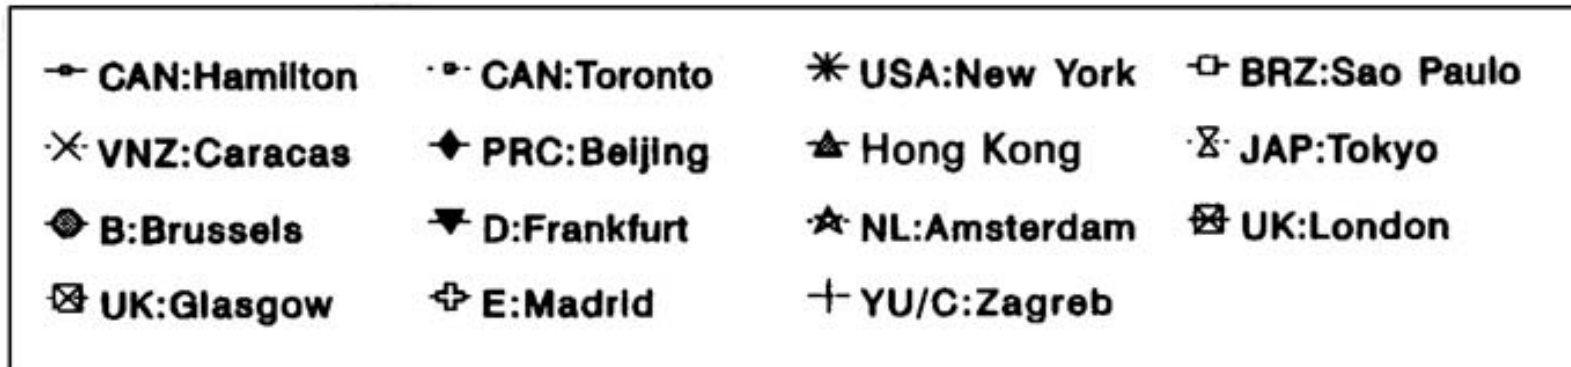 CAN:Hamilton CAN:Toronto USA:New York BRZ:Sao Paulo
VNZ:Caracas PRC:Beijing Hong Kong JAP:Tokyo
B:Brussels D:Frankfurt NL:Amsterdam UK:London
UK:Glasgow E:Madrid YU/C:Zagreb